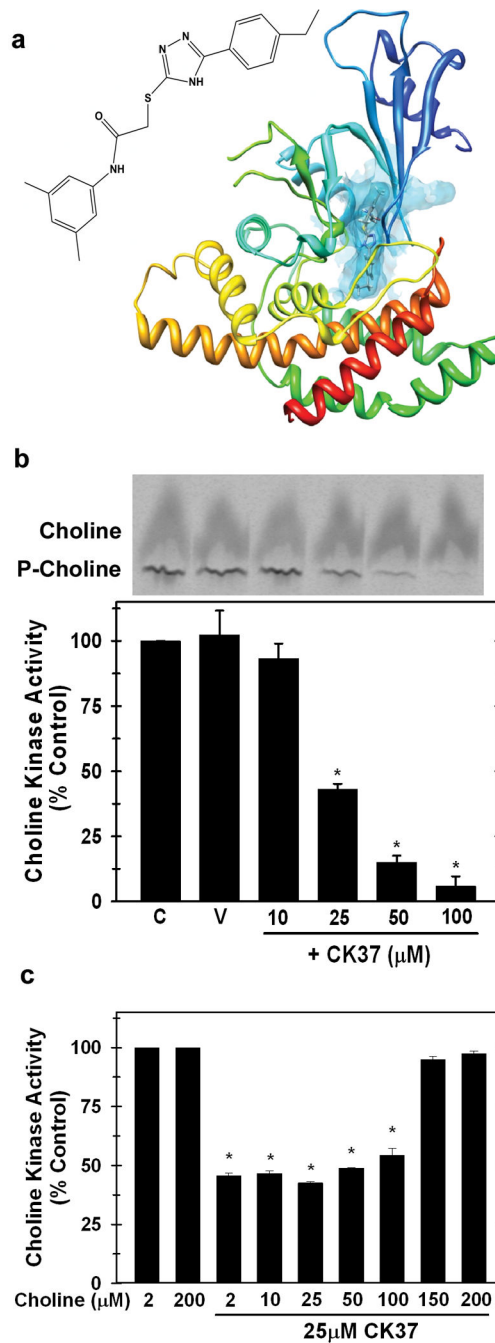 a
N N
N
NH
S
O
NH
b
Choline
P-Choline
Choline Kinase Activity
(% Control)
100
75
50
25
0
* * *
C V 10 25 50 100
+ CK37 (μM)
c
Choline Kinase Activity
(% Control)
100
75
50
25
0
* * * * *
Choline (μM) 2 200 2 10 25 50 100 150 200
25μM CK37